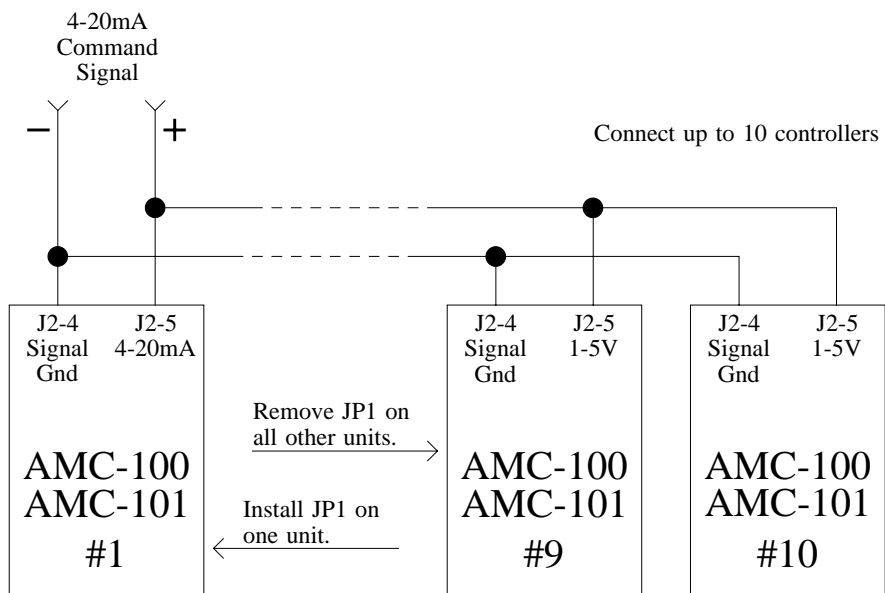 4-20mA
Command
Signal
− +
Connect up to 10 controllers
J2-4 J2-5
Signal 4-20mA
Gnd
J2-4 J2-5
Signal 1-5V
Gnd
J2-4 J2-5
Signal 1-5V
Gnd
Remove JP1 on
all other units.
Install JP1 on
one unit.
AMC-100
AMC-101
#1
AMC-100
AMC-101
#9
AMC-100
AMC-101
#10